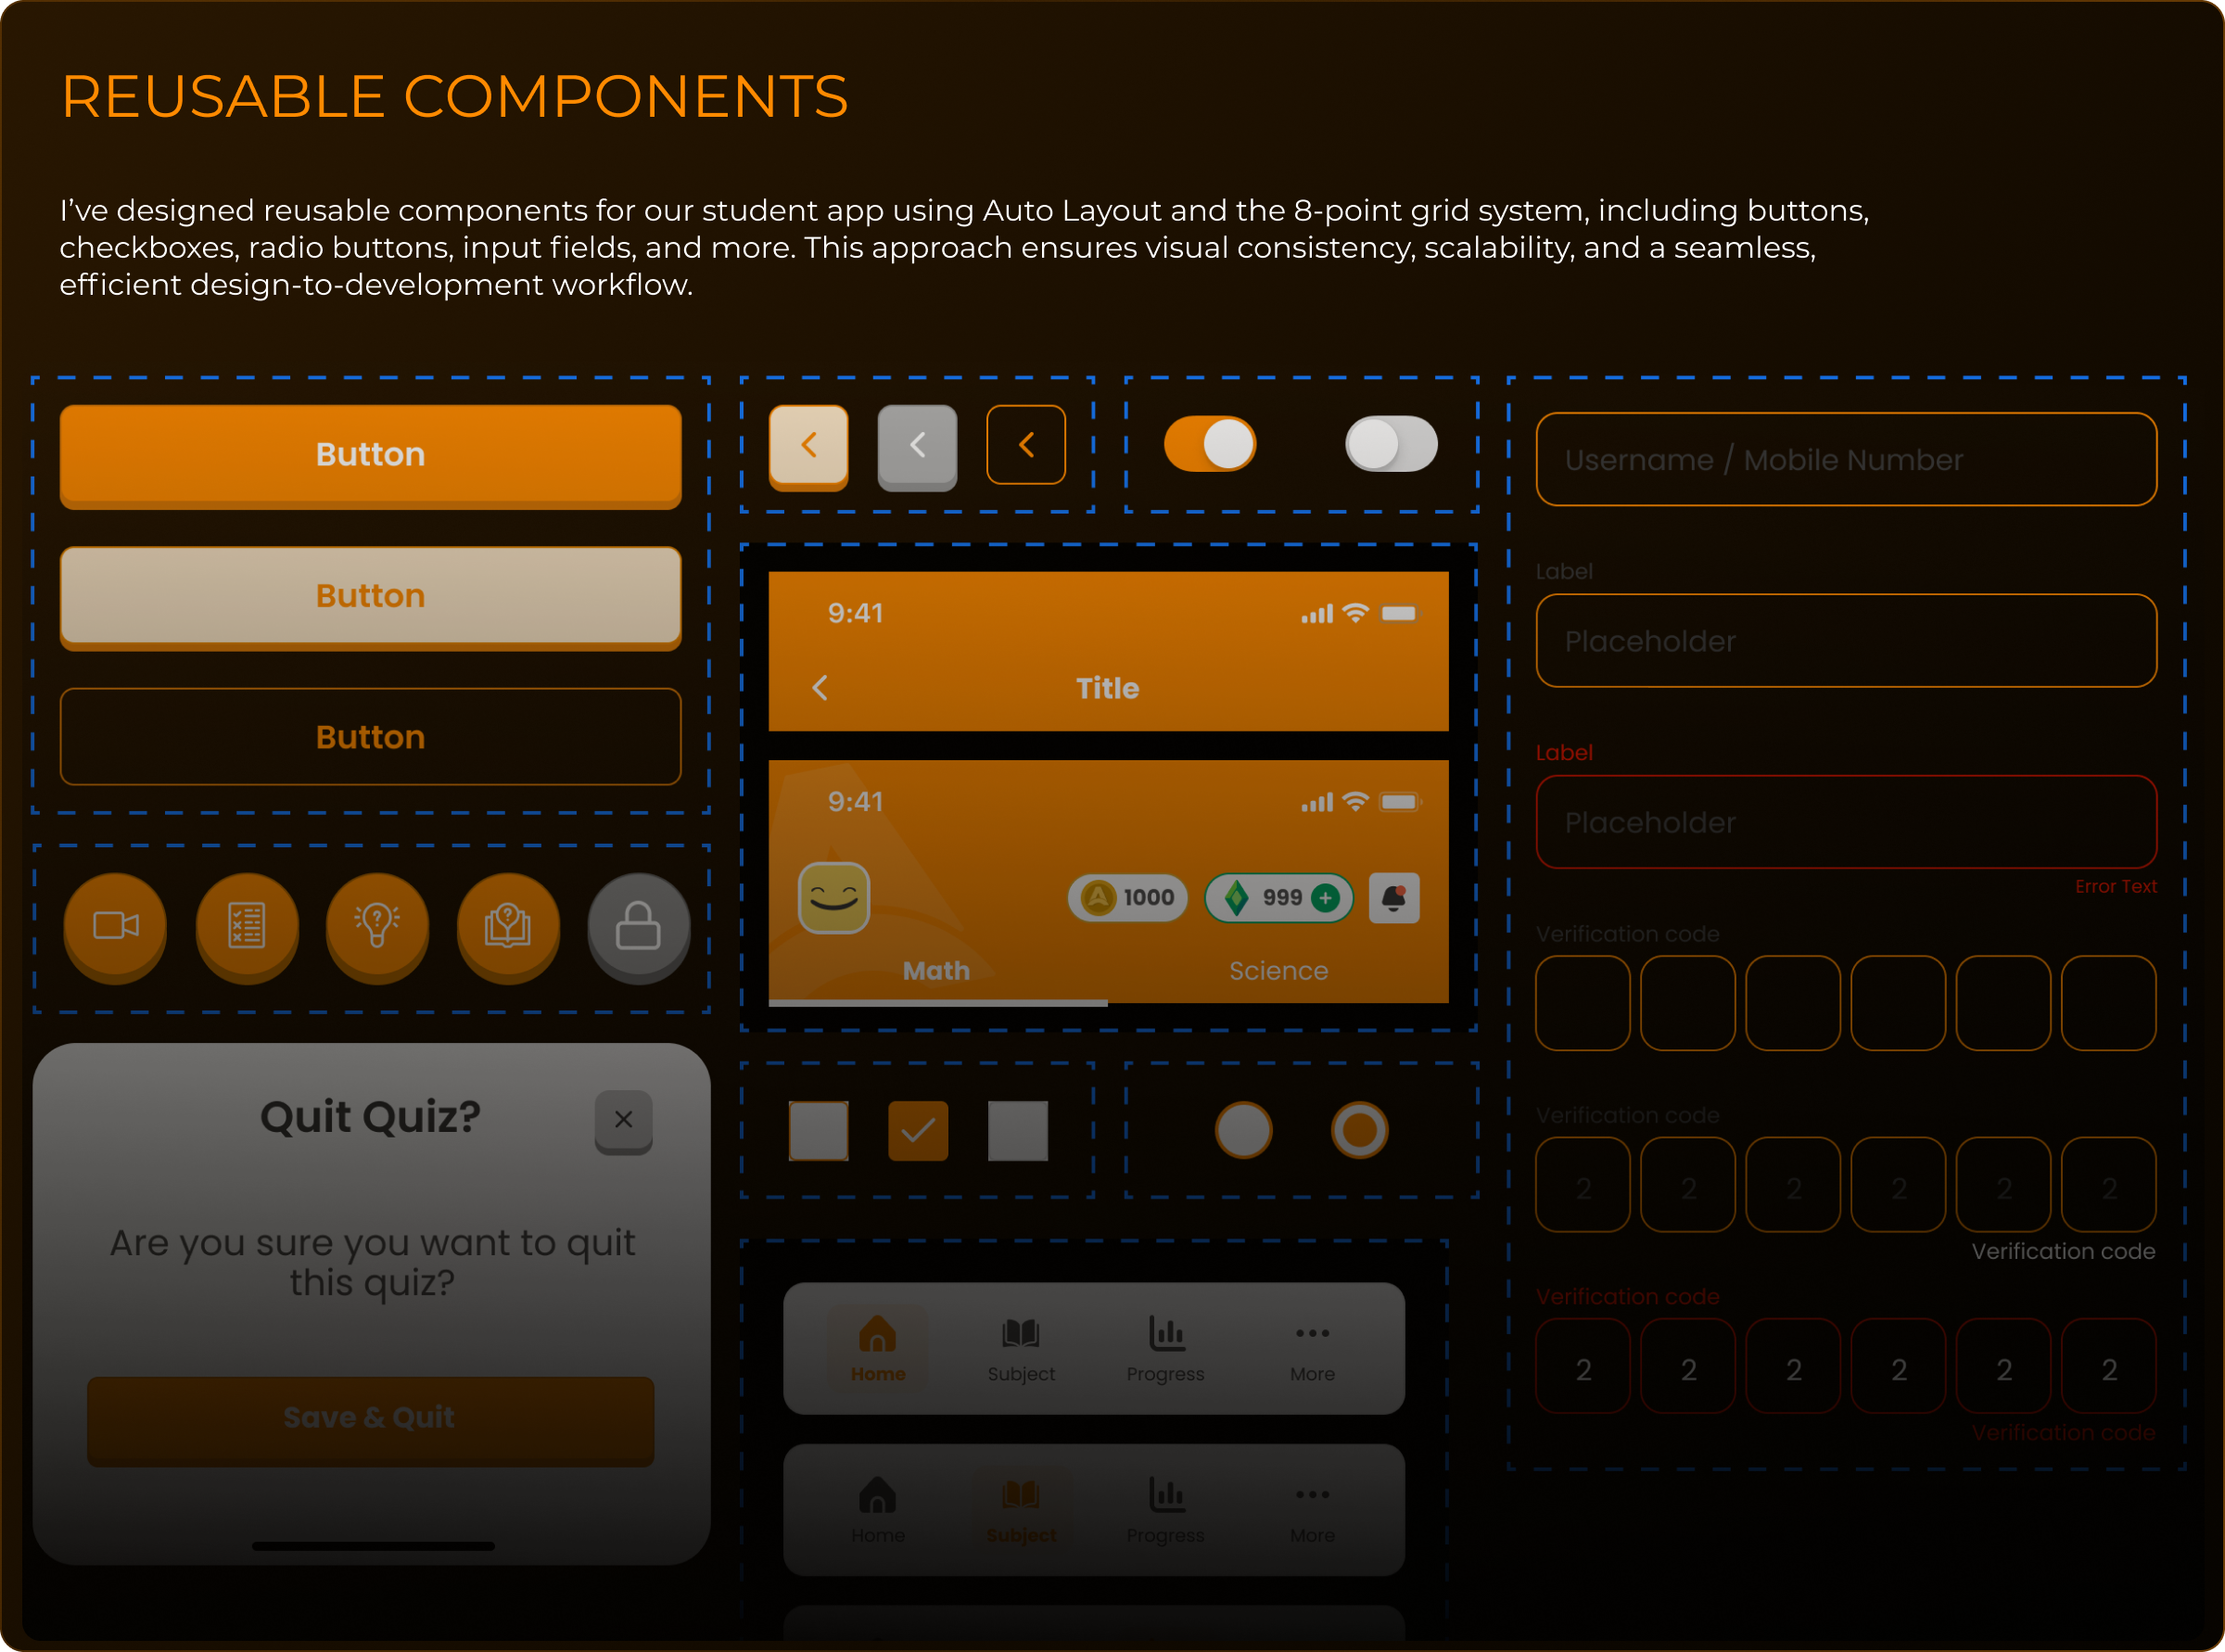 REUSABLE COMPONENTS
I’ve designed reusable components for our student app using Auto Layout and the 8-point grid system, including buttons,
checkboxes, radio buttons, input fields, and more. This approach ensures visual consistency, scalability, and a seamless,
efficient design-to-development workflow.
Button
Button
Button
Quit Quiz?
Are you sure you want to quit
this quiz?
Save & Quit
9:41
Title
9:41
1000 999
Math Science
Home Subject Progress More
Home Subject Progress More
Username / Mobile Number
Label
Placeholder
Label
Placeholder
Error Text
Verification code
Verification code
2 2 2 2 2 2
Verification code
Verification code
2 2 2 2 2 2
Verification code